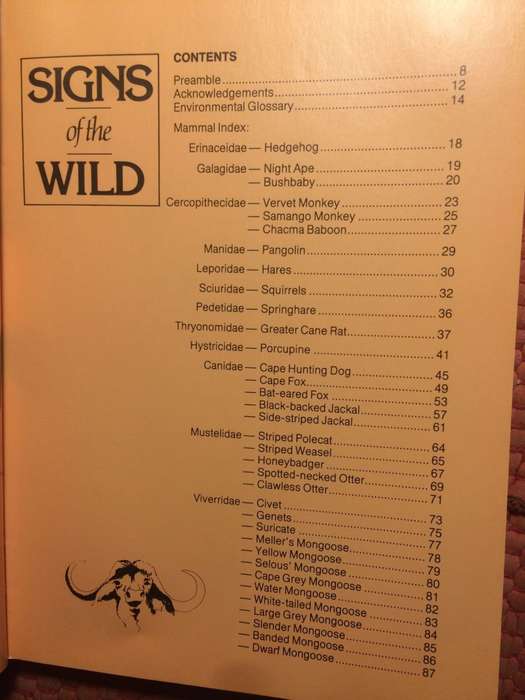 SIGNS
of the
WILD
CONTENTS
Preamble 8
Acknowledgements 12
Environmental Glossary 14
Mammal Index:
Erinaceidae — Hedgehog 18
Galagidae — Night Ape 19
— Bushbaby 20
Cercopithecidae — Vervet Monkey 23
— Samango Monkey 25
— Chacma Baboon 27
Manidae — Pangolin 29
Leporidae — Hares 30
Sciuridae — Squirrels 32
Pedetidae — Springhare 36
Thryonomidae — Greater Cane Rat 37
Hystricidae — Porcupine 41
Canidae — Cape Hunting Dog 45
— Cape Fox 49
— Bat-eared Fox 53
— Black-backed Jackal 57
— Side-striped Jackal 61
Mustelidae — Striped Polecat 64
— Striped Weasel 65
— Honeybadger 67
— Spotted-necked Otter 69
— Clawless Otter 71
Viverridae — Civet 73
— Genets 75
— Suricate 77
— Meller's Mongoose 78
— Yellow Mongoose 79
— Selous' Mongoose 80
— Cape Grey Mongoose 81
— Water Mongoose 82
— White-tailed Mongoose 83
— Large Grey Mongoose 84
— Slender Mongoose 85
— Banded Mongoose 86
— Dwarf Mongoose 87